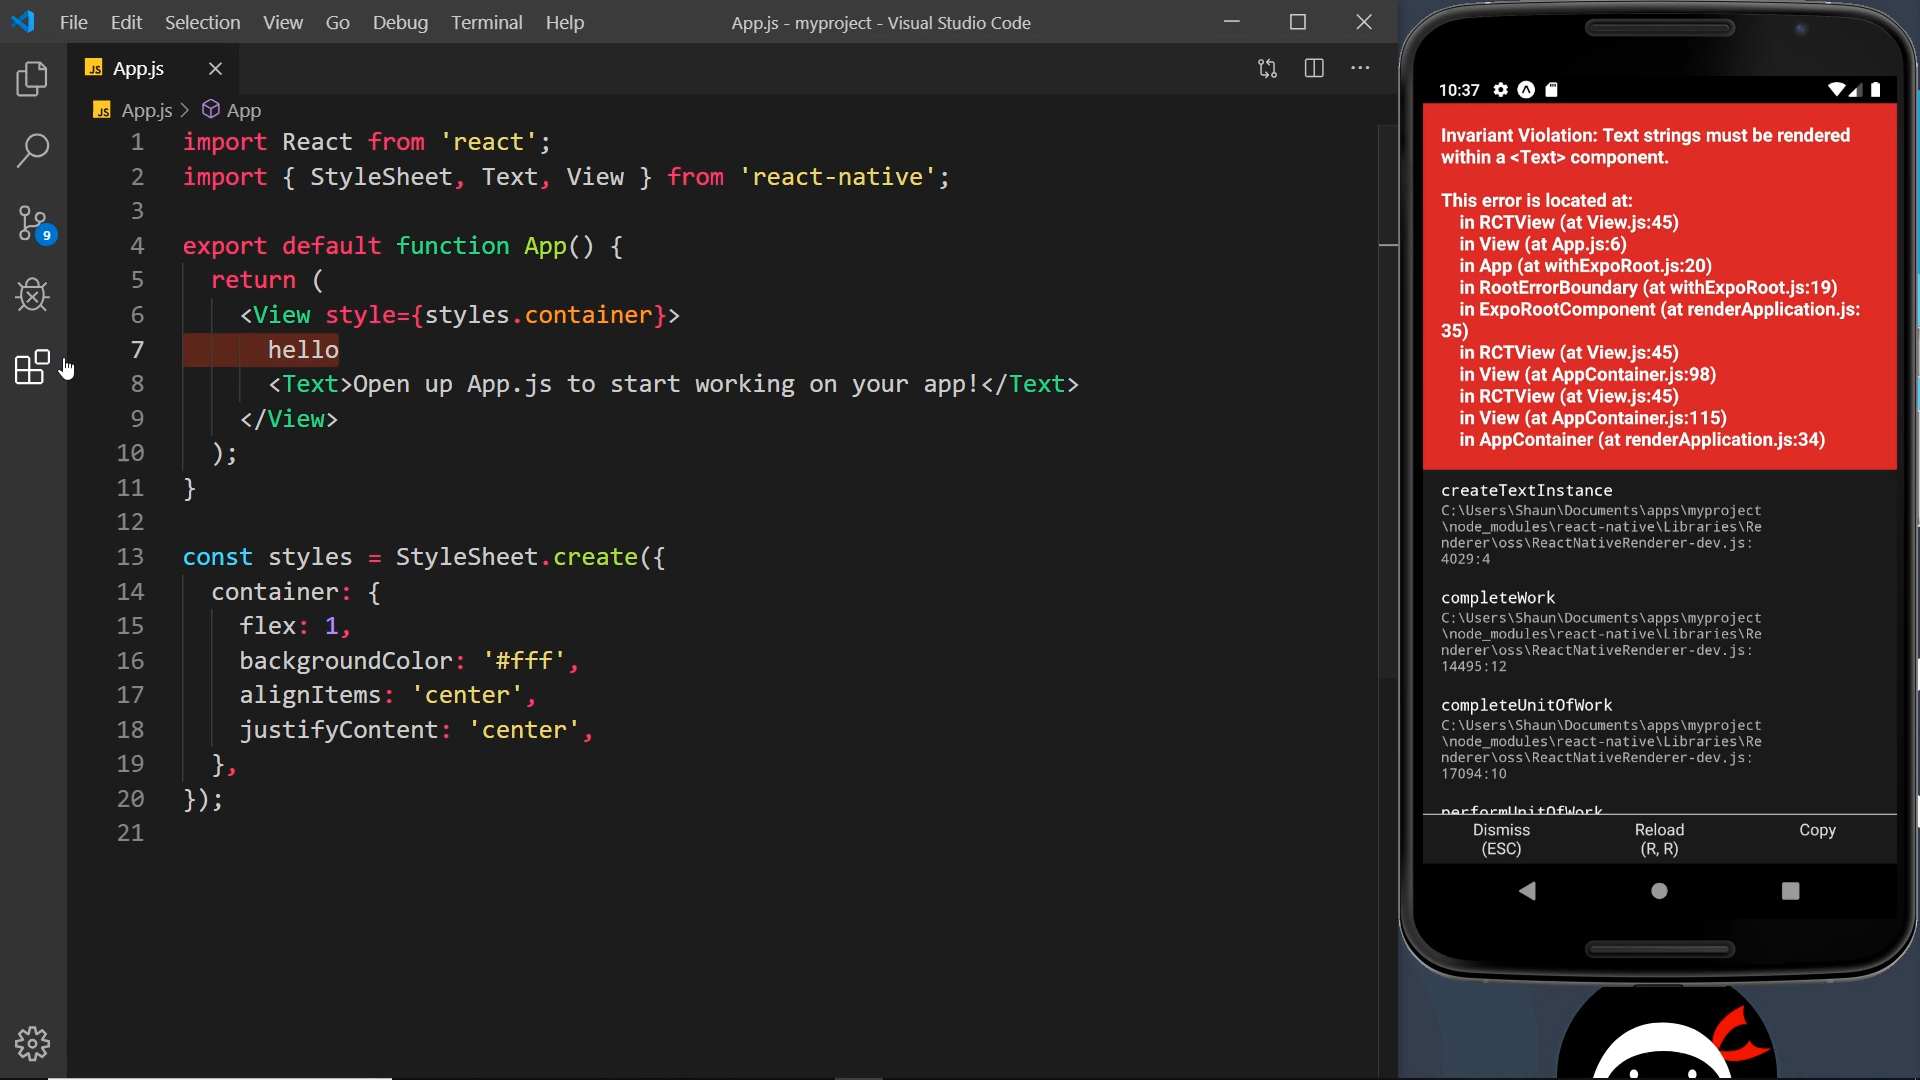 File Edit Selection View Go Debug Terminal Help
App.js - myproject - Visual Studio Code
JS App.js
JS App.js > App
9
1 import React from 'react';
2 import { StyleSheet, Text, View } from 'react-native';
3
4 export default function App() {
5 return (
6 <View style={styles.container}>
7 hello
8 <Text>Open up App.js to start working on your app!</Text>
9 </View>
10 );
11 }
12
13 const styles = StyleSheet.create({
14 container: {
15 flex: 1,
16 backgroundColor: '#fff',
17 alignItems: 'center',
18 justifyContent: 'center',
19 },
20 });
21
10:37
Invariant Violation: Text strings must be rendered
within a <Text> component.
This error is located at:
in RCTView (at View.js:45)
in View (at App.js:6)
in App (at withExpoRoot.js:20)
in RootErrorBoundary (at withExpoRoot.js:19)
in ExpoRootComponent (at renderApplication.js:
35)
in RCTView (at View.js:45)
in View (at AppContainer.js:98)
in RCTView (at View.js:45)
in View (at AppContainer.js:115)
in AppContainer (at renderApplication.js:34)
createTextInstance
C:\Users\Shaun\Documents\apps\myproject
\node_modules\react-native\Libraries\Re
nderer\oss\ReactNativeRenderer-dev.js:
4029:4
completeWork
C:\Users\Shaun\Documents\apps\myproject
\node_modules\react-native\Libraries\Re
nderer\oss\ReactNativeRenderer-dev.js:
14495:12
completeUnitOfWork
C:\Users\Shaun\Documents\apps\myproject
\node_modules\react-native\Libraries\Re
nderer\oss\ReactNativeRenderer-dev.js:
17094:10
performUnitOfWork
Dismiss
(ESC)
Reload
(R, R)
Copy